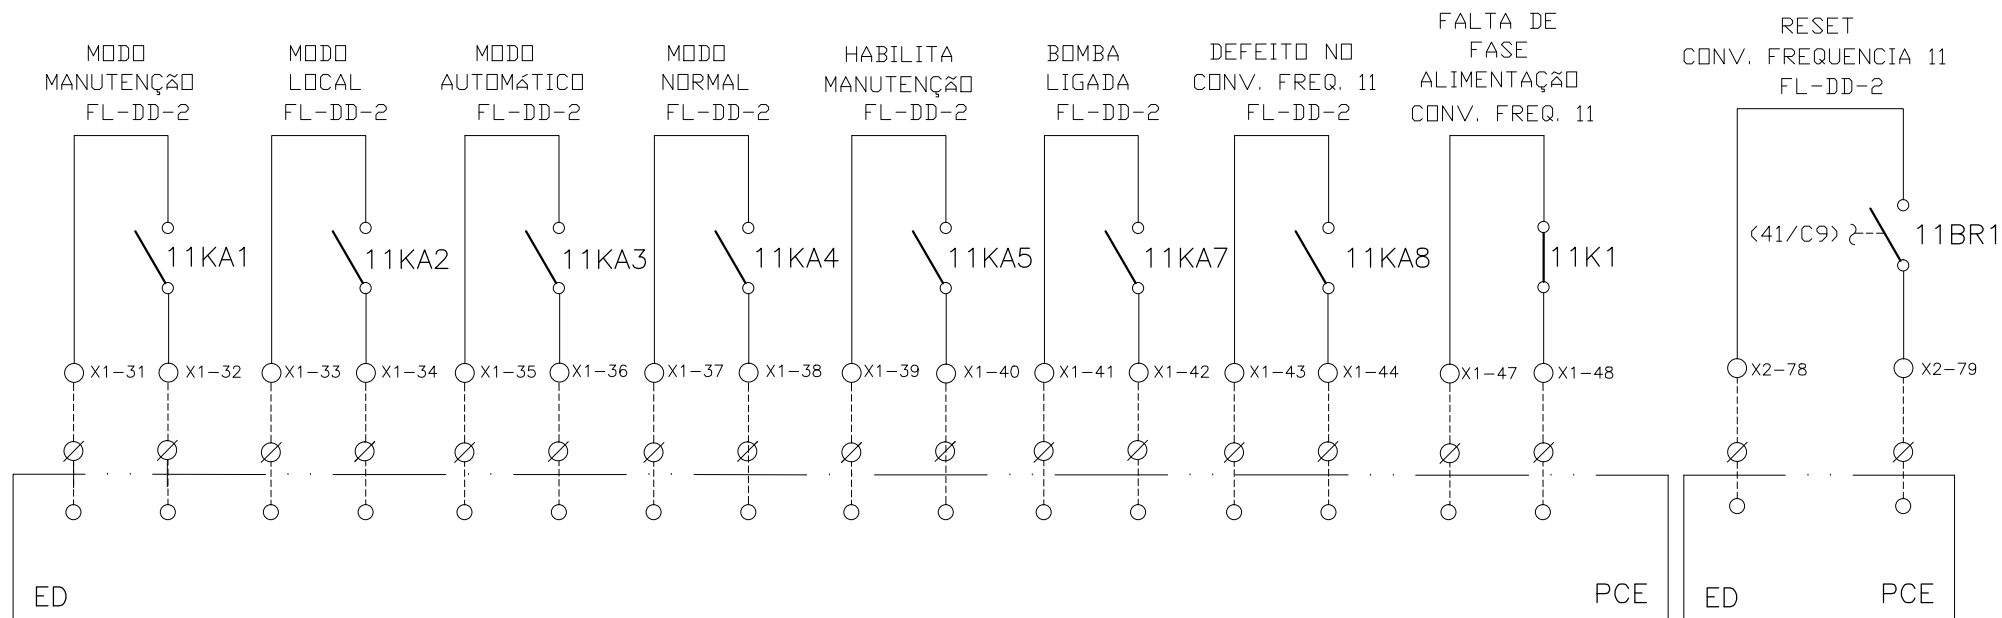 MODO
MANUTENÇÃO
FL-DD-2
MODO
LOCAL
FL-DD-2
MODO
AUTOMÁTICO
FL-DD-2
MODO
NORMAL
FL-DD-2
HABILITA
MANUTENÇÃO
FL-DD-2
BOMBA
LIGADA
FL-DD-2
DEFEITO NO
CONV. FREQ. 11
FL-DD-2
FALTA DE
FASE
ALIMENTAÇÃO
CONV. FREQ. 11
RESET
CONV. FREQUENCIA 11
FL-DD-2
11KA1
11KA2
11KA3
11KA4
11KA5
11KA7
11KA8
11K1
(41/C9)
11BR1
X1-31
X1-32
X1-33
X1-34
X1-35
X1-36
X1-37
X1-38
X1-39
X1-40
X1-41
X1-42
X1-43
X1-44
X1-47
X1-48
X2-78
X2-79
ED
PCE
ED
PCE